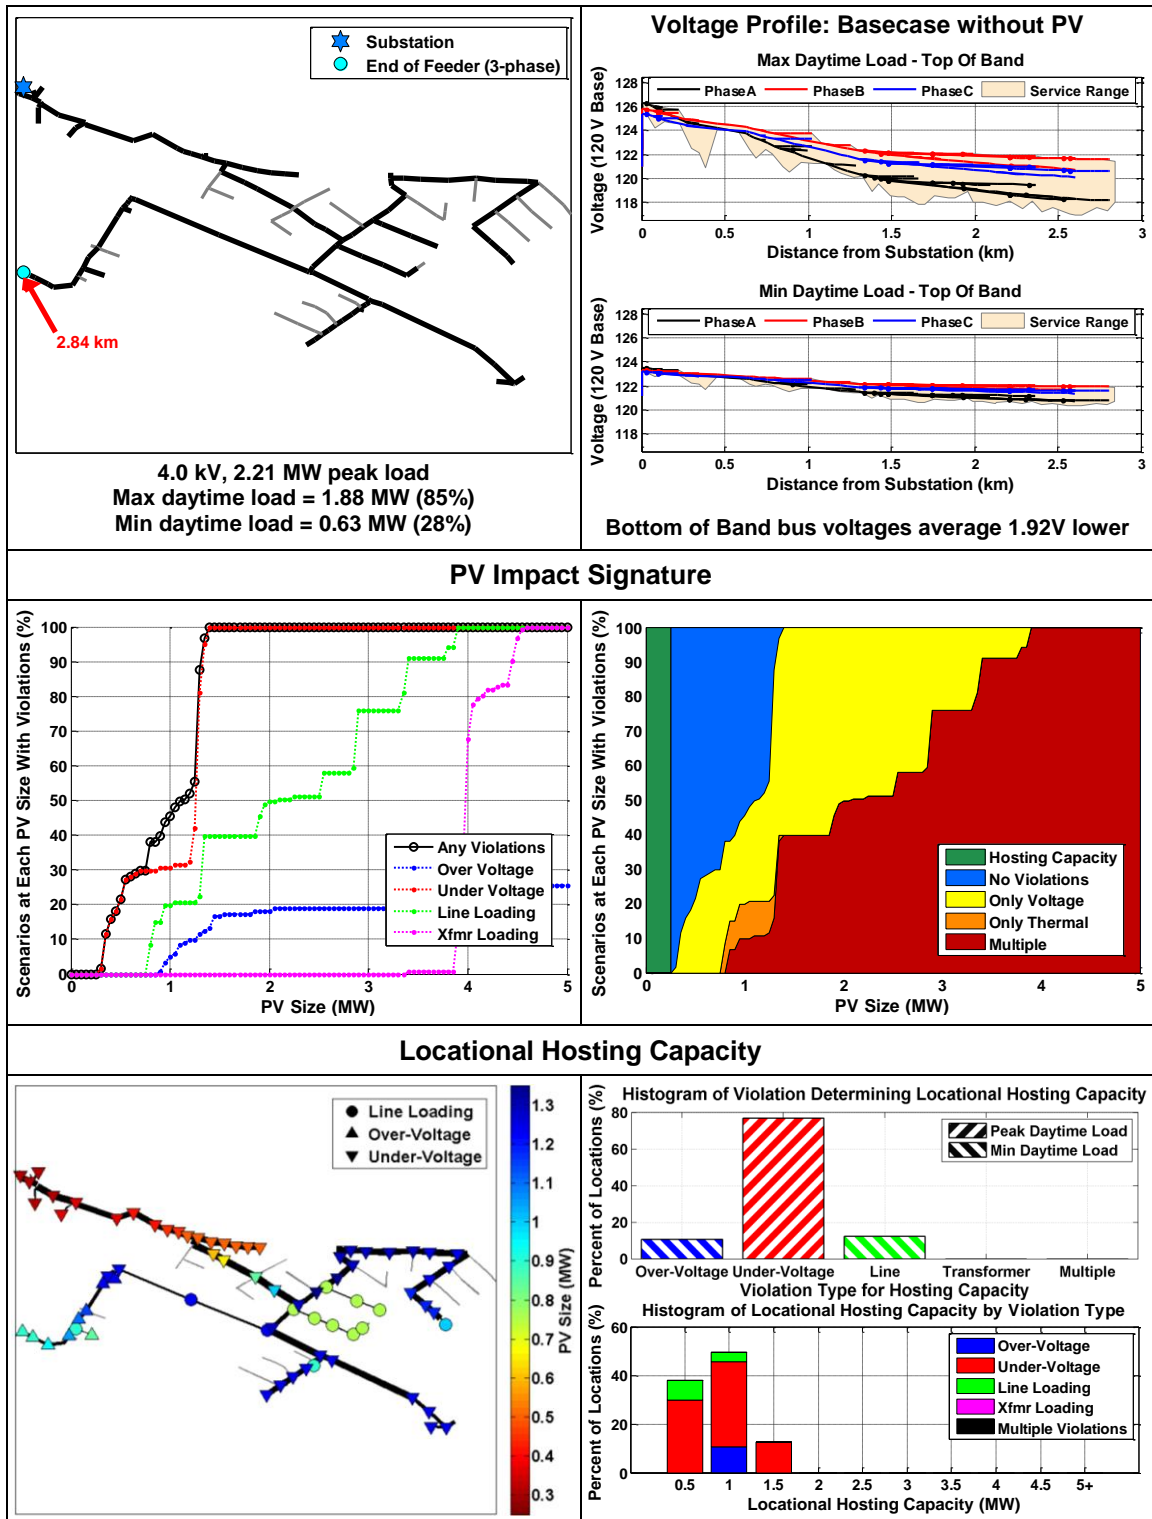 Substation
End of Feeder (3-phase)
2.84 km
4.0 kV, 2.21 MW peak load
Max daytime load = 1.88 MW (85%)
Min daytime load = 0.63 MW (28%)
Voltage Profile: Basecase without PV
Max Daytime Load - Top Of Band
PhaseA PhaseB PhaseC Service Range
128
126
124
122
120
118
Voltage (120 V Base)
0 0.5 1 1.5 2 2.5 3
Distance from Substation (km)
Min Daytime Load - Top Of Band
PhaseA PhaseB PhaseC Service Range
128
126
124
122
120
118
Voltage (120 V Base)
0 0.5 1 1.5 2 2.5 3
Distance from Substation (km)
Bottom of Band bus voltages average 1.92V lower
PV Impact Signature
Scenarios at Each PV Size With Violations (%)
100
90
80
70
60
50
40
30
20
10
0
Any Violations
Over Voltage
Under Voltage
Line Loading
Xfmr Loading
0 1 2 3 4 5
PV Size (MW)
Scenarios at Each PV Size With Violations (%)
100
90
80
70
60
50
40
30
20
10
0
Hosting Capacity
No Violations
Only Voltage
Only Thermal
Multiple
0 1 2 3 4 5
PV Size (MW)
Locational Hosting Capacity
Line Loading
Over-Voltage
Under-Voltage
1.3
1.2
1.1
1
0.9
0.8
0.7
0.6
0.5
0.4
0.3
PV Size (MW)
Histogram of Violation Determining Locational Hosting Capacity
Percent of Locations (%)
80
60
40
20
0
Peak Daytime Load
Min Daytime Load
Over-Voltage Under-Voltage Line Transformer Multiple
Violation Type for Hosting Capacity
Histogram of Locational Hosting Capacity by Violation Type
Percent of Locations (%)
60
40
20
0
Over-Voltage
Under-Voltage
Line Loading
Xfmr Loading
Multiple Violations
0.5 1 1.5 2 2.5 3 3.5 4 4.5 5+
Locational Hosting Capacity (MW)